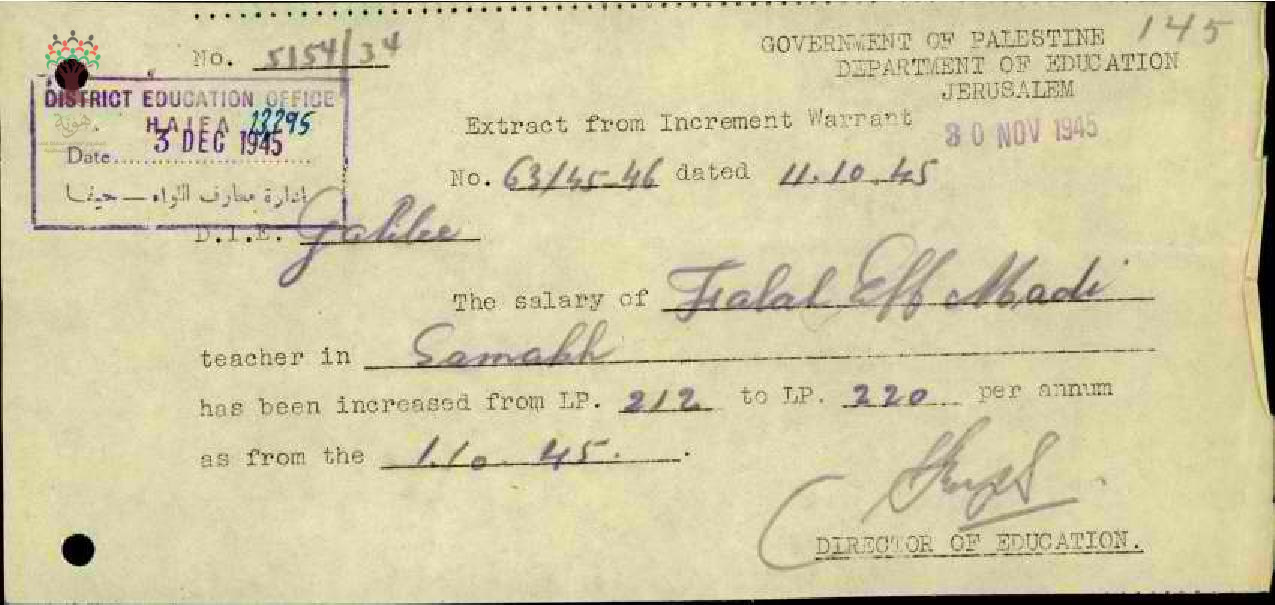 145
No. 5154/34
GOVERNMENT OF PALESTINE
DEPARTMENT OF EDUCATION
JERUSALEM
DISTRICT EDUCATION OFFICE
HAIFA 13295
3 DEC 1945
Date
ادارة معارف اللواء — حيفا
هوية
Extract from Increment Warrant
30 NOV 1945
No. 63/45-46 dated 11.10.45
D.I.E. Galilee
The salary of Talal Eff Madi
teacher in Samakh
has been increased from LP. 212 to LP. 220 per annum
as from the 1.10.45.
DIRECTOR OF EDUCATION.